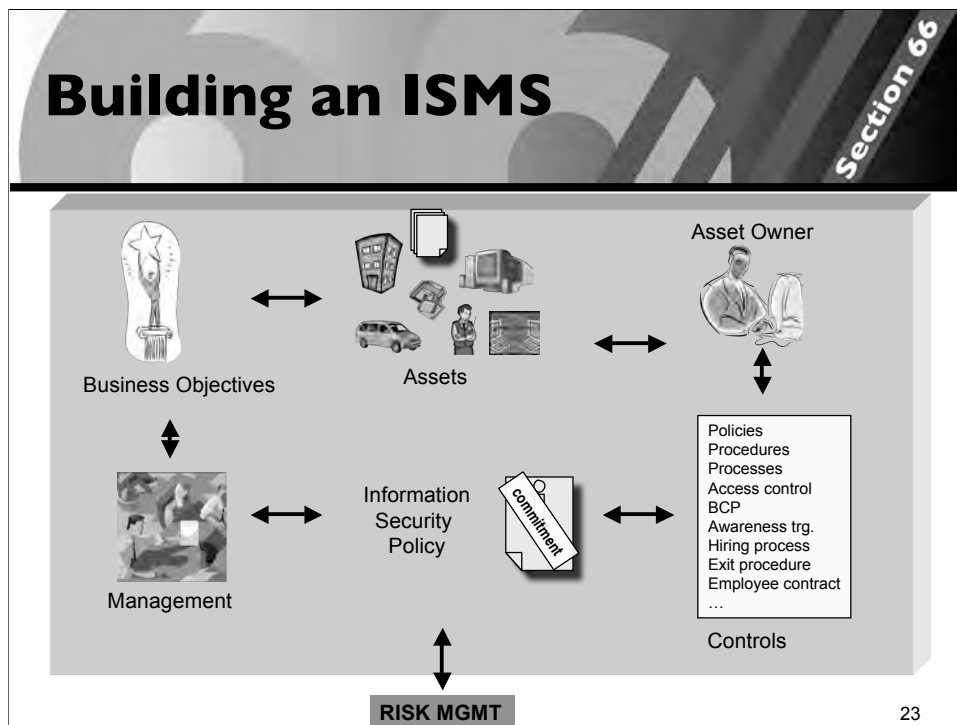 Section 66
Building an ISMS
Asset Owner
Business Objectives
Assets
Policies
Procedures
Processes
Access control
BCP
Awareness trg.
Hiring process
Exit procedure
Employee contract
…
Information
Security
Policy
commitment
Management
Controls
RISK MGMT
23